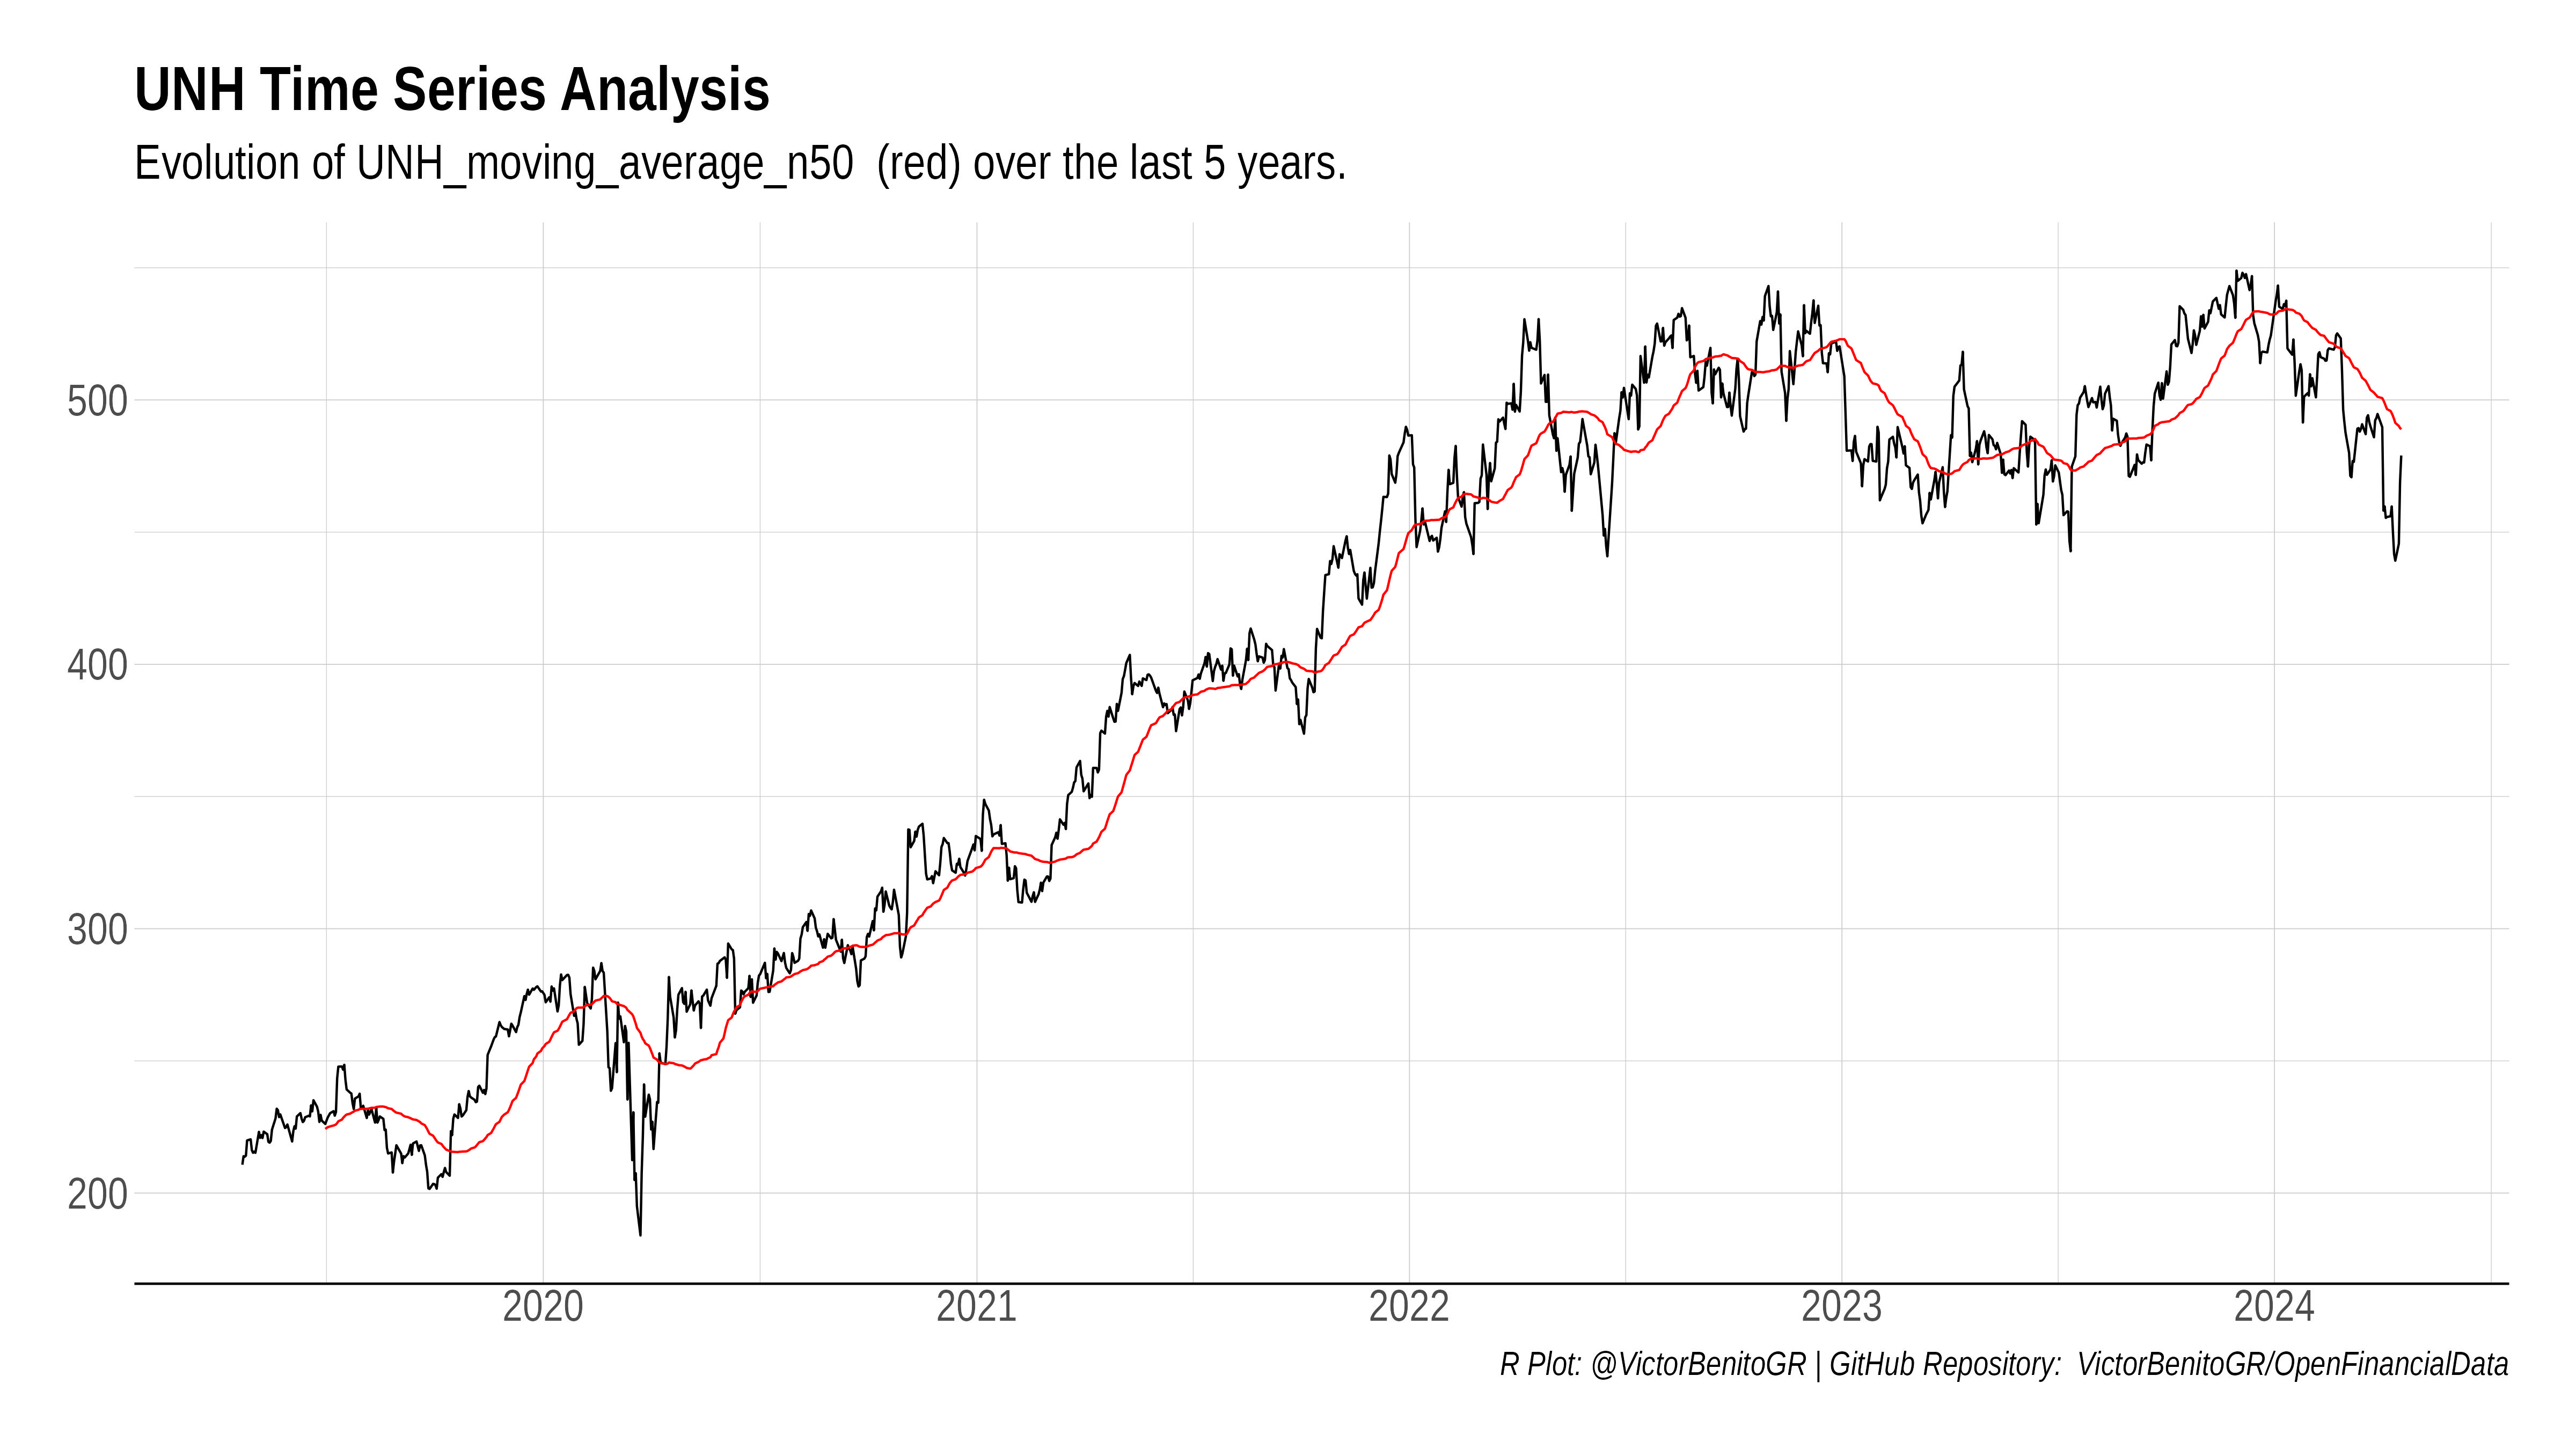 UNH Time Series Analysis
Evolution of UNH_moving_average_n50  (red) over the last 5 years.
500
400
300
200
2020 2021 2022 2023 2024
R Plot: @VictorBenitoGR | GitHub Repository:  VictorBenitoGR/OpenFinancialData